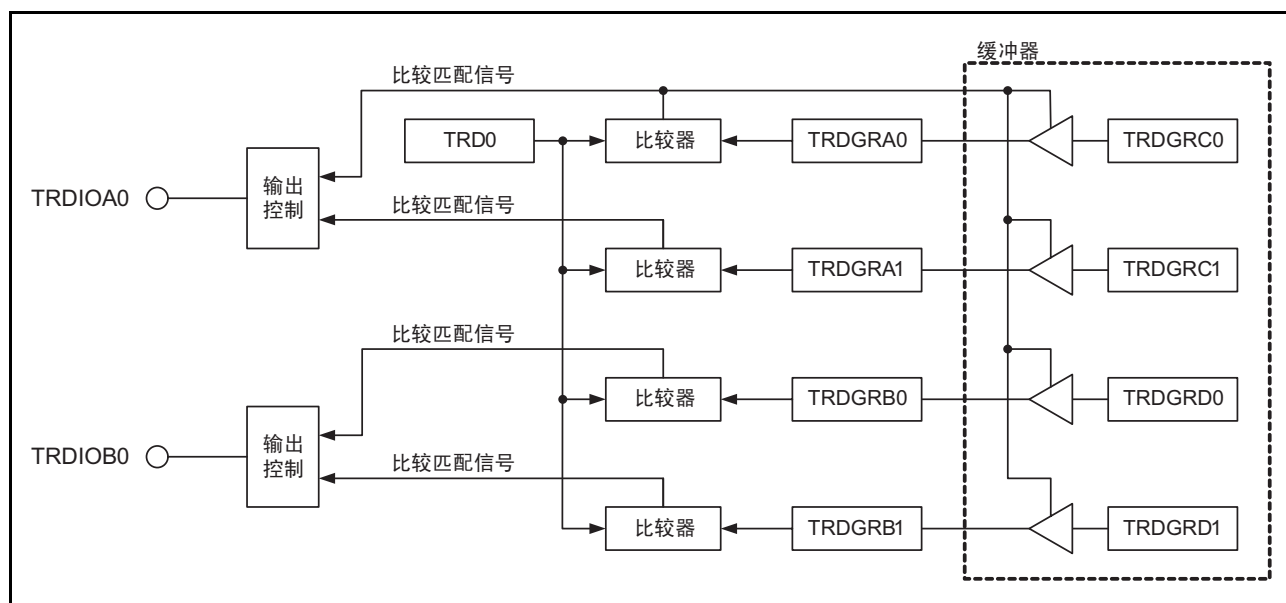 缓冲器
比较匹配信号
TRD0
比较器
TRDGRA0
TRDGRC0
TRDIOA0
输出
控制
比较匹配信号
比较器
TRDGRA1
TRDGRC1
比较匹配信号
比较器
TRDGRB0
TRDGRD0
TRDIOB0
输出
控制
比较匹配信号
比较器
TRDGRB1
TRDGRD1